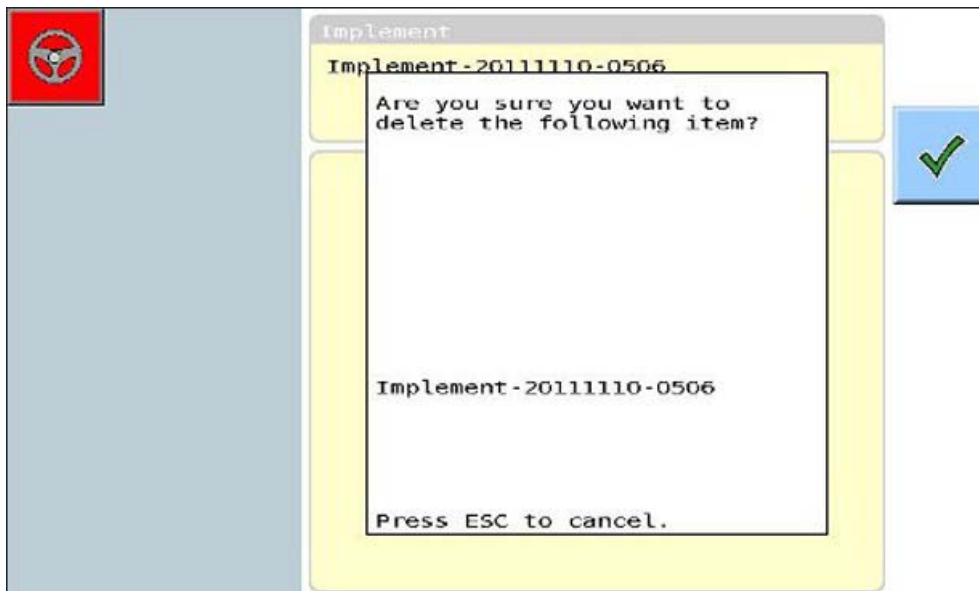 Implement
Implement-20111110-0506
Are you sure you want to
delete the following item?
Implement-20111110-0506
Press ESC to cancel.